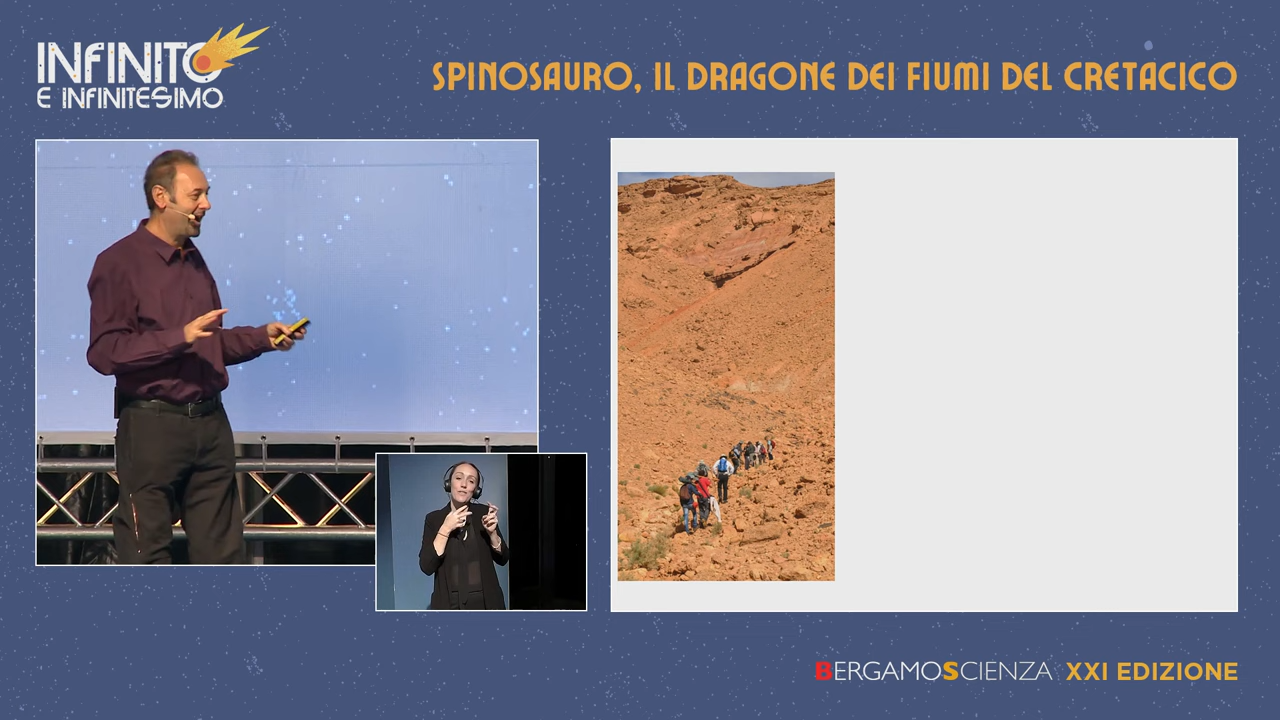 INFINITO
E INFINITESIMO
SPINOSAURO, IL DRAGONE DEI FIUMI DEL CRETACICO
BERGAMOSCIENZA XXI EDIZIONE